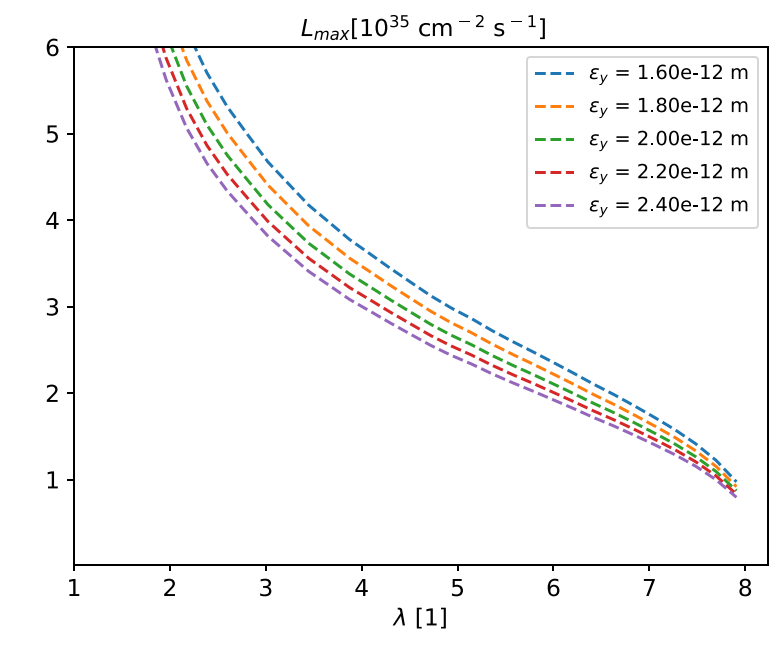 L_max[10^35 cm^−2 s^−1]
6
5
4
3
2
1
ε_y = 1.60e-12 m
ε_y = 1.80e-12 m
ε_y = 2.00e-12 m
ε_y = 2.20e-12 m
ε_y = 2.40e-12 m
1 2 3 4 5 6 7 8
λ [1]